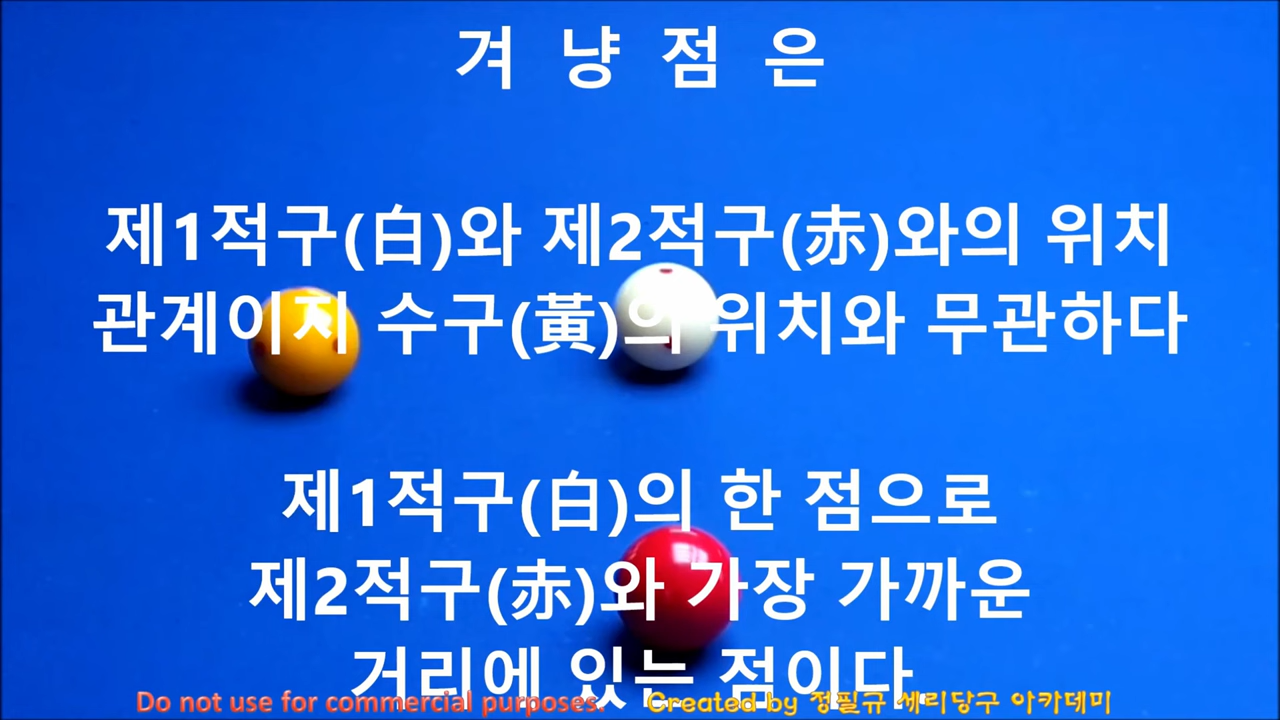 겨 냥 점 은
제1적구(白)와 제2적구(赤)와의 위치
관계이지 수구(黃)의 위치와 무관하다
제1적구(白)의 한 점으로
제2적구(赤)와 가장 가까운
거리에 있는 점이다.
Do not use for commercial purposes. Created by 정필규 세리당구 아카데미